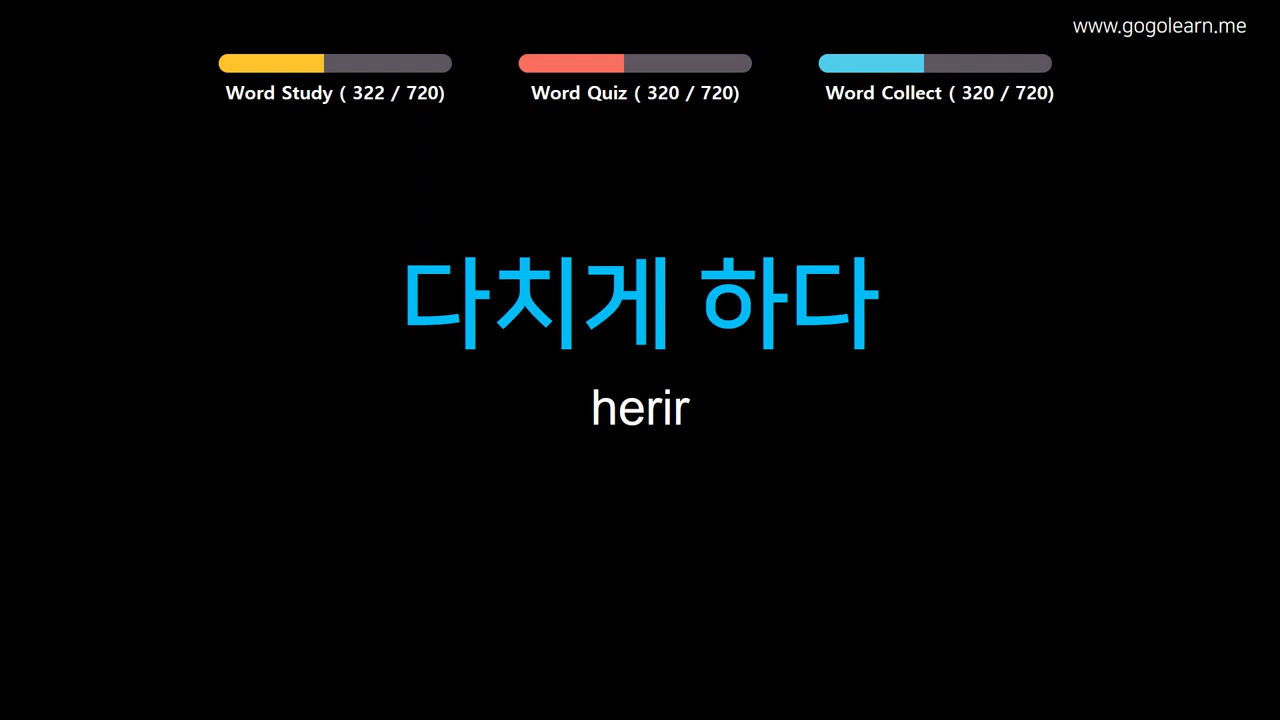 www.gogolearn.me
Word Study ( 322 / 720)
Word Quiz ( 320 / 720)
Word Collect ( 320 / 720)
다치게 하다
herir